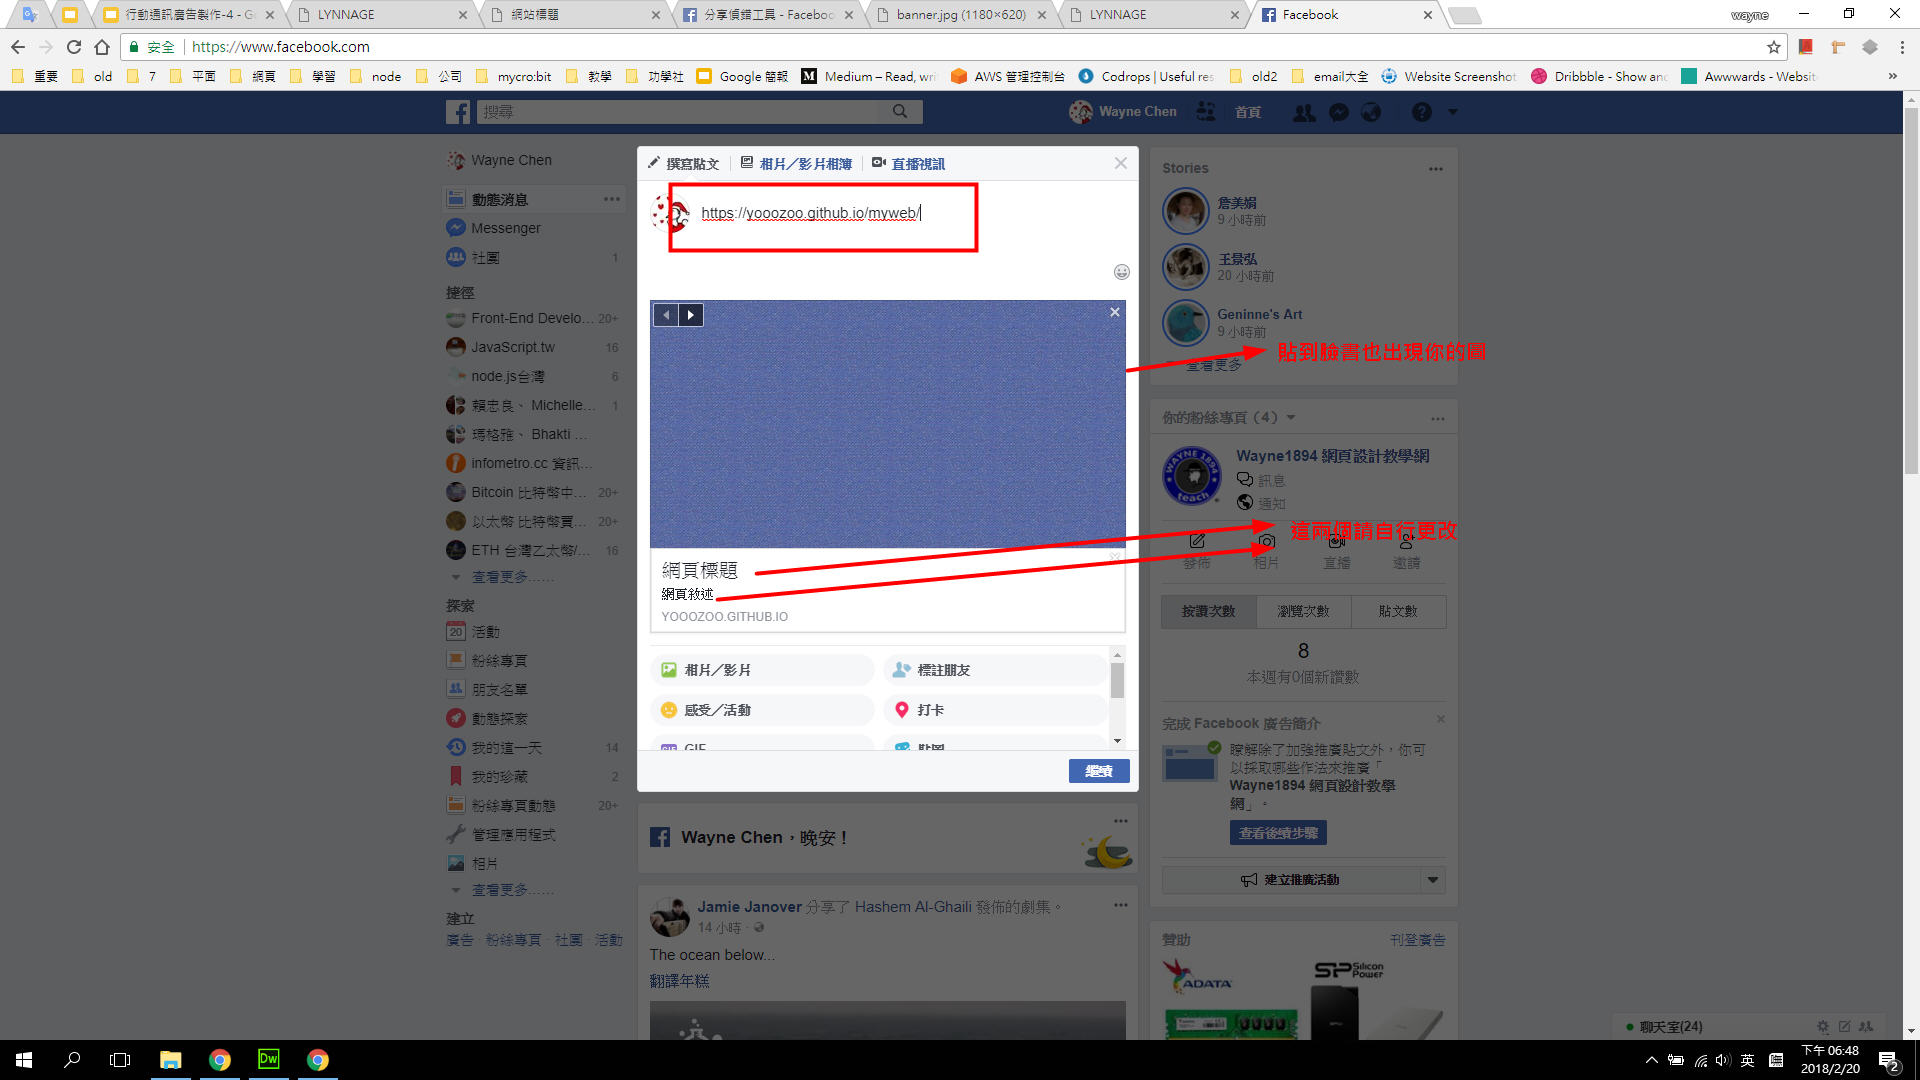 行動通訊廣告製作-4 - Go
LYNNAGE
網站標題
分享偵錯工具 - Faceboo
banner.jpg (1180×620)
LYNNAGE
Facebook
wayne
安全
https://www.facebook.com
重要
old
7
平面
網頁
學習
node
公司
mycro:bit
教學
功學社
Google 簡報
Medium – Read, wri
AWS 管理控制台
Codrops | Useful res
old2
email大全
Website Screenshot
Dribbble - Show and
Awwwards - Websit
搜尋
Wayne Chen
首頁
Wayne Chen
動態消息
Messenger
社團
1
捷徑
Front-End Develo... 20+
JavaScript.tw 16
node.js台灣 6
賴忠良、 Michelle... 1
瑪格雅、 Bhakti ...
infometro.cc 資訊...
Bitcoin 比特幣中... 20+
以太幣 比特幣賣... 20+
ETH 台灣乙太幣/... 16
查看更多......
探索
活動
粉絲專頁
朋友名單
動態探索
我的這一天 14
我的珍藏 2
粉絲專頁動態 20+
管理應用程式
相片
查看更多......
建立
廣告 · 粉絲專頁 · 社團 · 活動
撰寫貼文
相片／影片相簿
直播視訊
https://yooozoo.github.io/myweb/
網頁標題
網頁敘述
YOOOZOO.GITHUB.IO
相片／影片
標註朋友
感受／活動
打卡
GIF
貼圖
繼續
Wayne Chen，晚安！
Jamie Janover 分享了 Hashem Al-Ghaili 發佈的劇集。
14 小時 ·
The ocean below...
翻譯年糕
Stories
詹美娟
9 小時前
王景弘
20 小時前
Geninne's Art
9 小時前
查看更多
貼到臉書也出現你的圖
你的粉絲專頁（4）
WAYNE 1894
teach
Wayne1894 網頁設計教學網
訊息
通知
這兩個請自行更改
發佈
相片
直播
邀請
按讚次數
瀏覽次數
貼文數
8
本週有0個新讚數
完成 Facebook 廣告簡介
瞭解除了加強推廣貼文外，你可
以採取哪些作法來推廣「
Wayne1894 網頁設計教學
網」。
查看後續步驟
建立推廣活動
贊助
刊登廣告
ADATA
SP Silicon Power
聊天室(24)
Dw
英
下午 06:48
2018/2/20
2